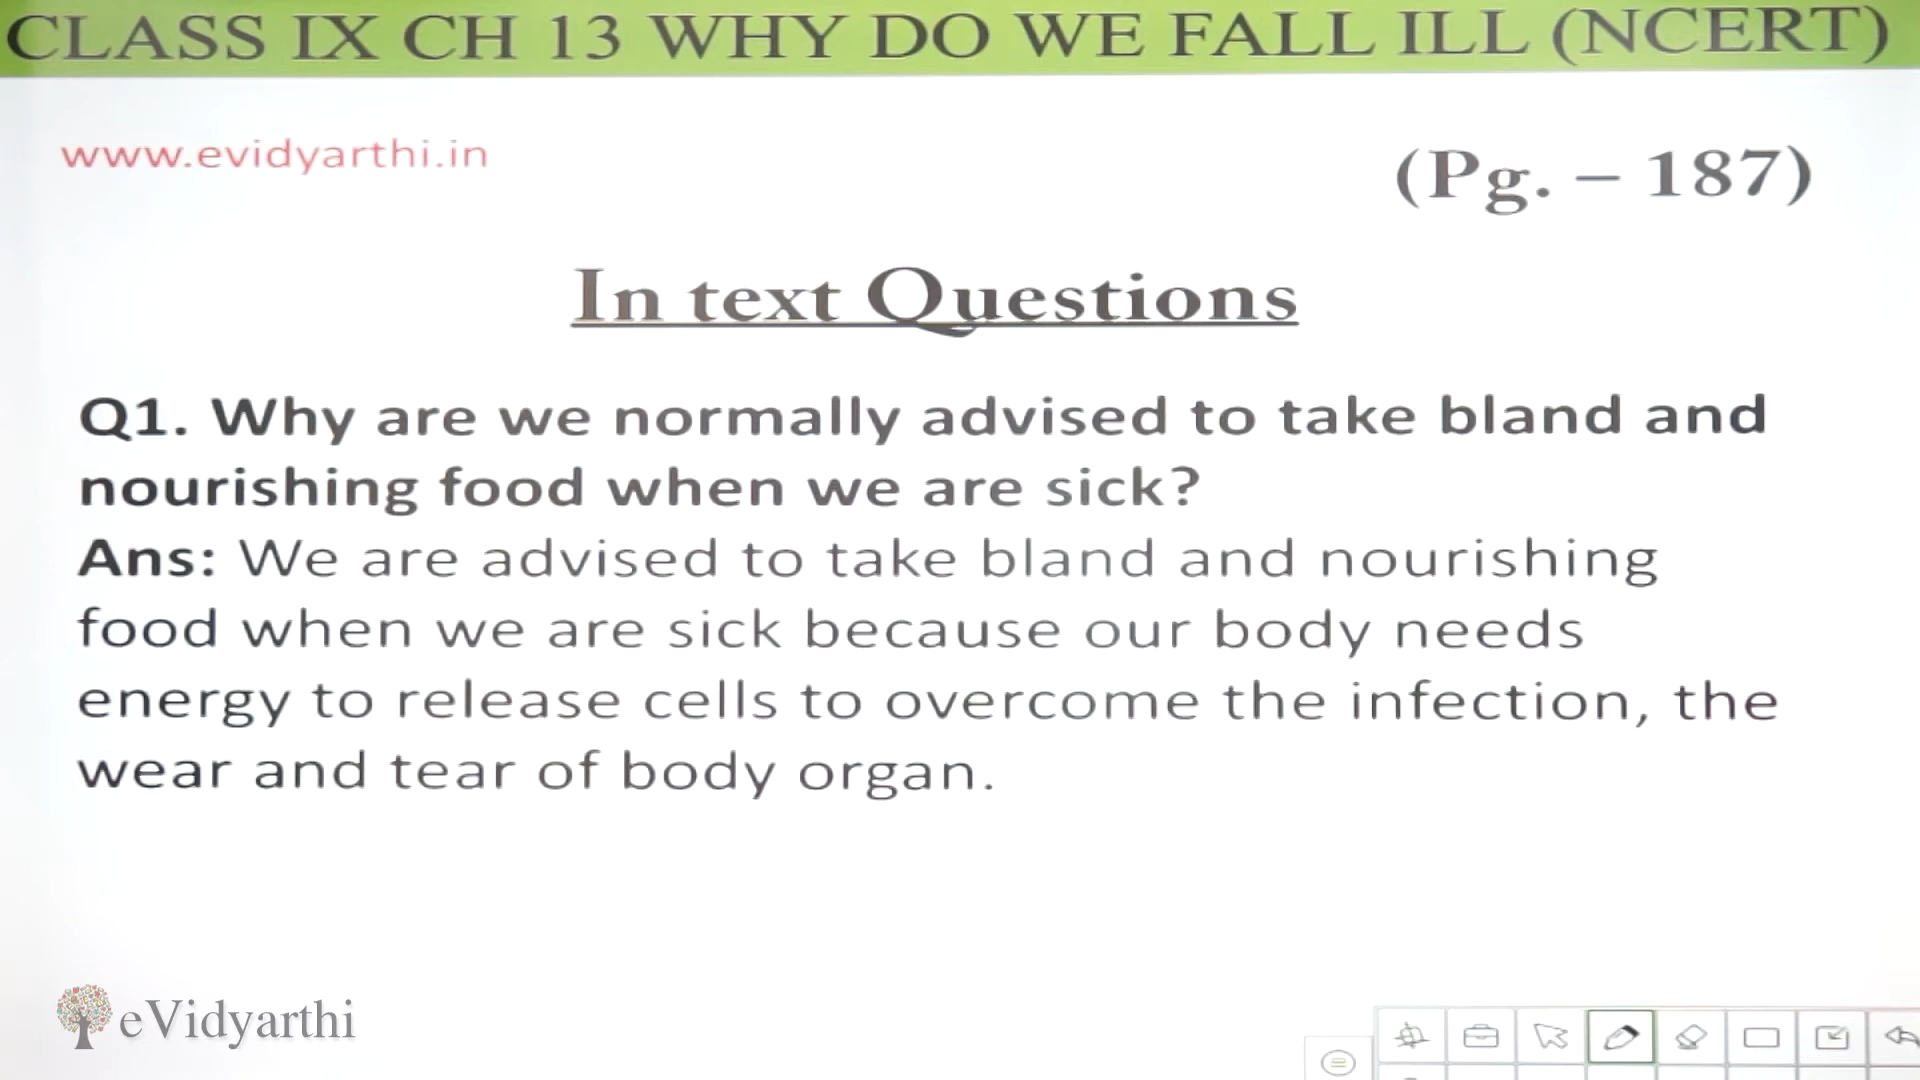 CLASS IX CH 13 WHY DO WE FALL ILL (NCERT)
www.evidyarthi.in
(Pg. – 187)
In text Questions
Q1. Why are we normally advised to take bland and
nourishing food when we are sick?
Ans: We are advised to take bland and nourishing
food when we are sick because our body needs
energy to release cells to overcome the infection, the
wear and tear of body organ.
eVidyarthi